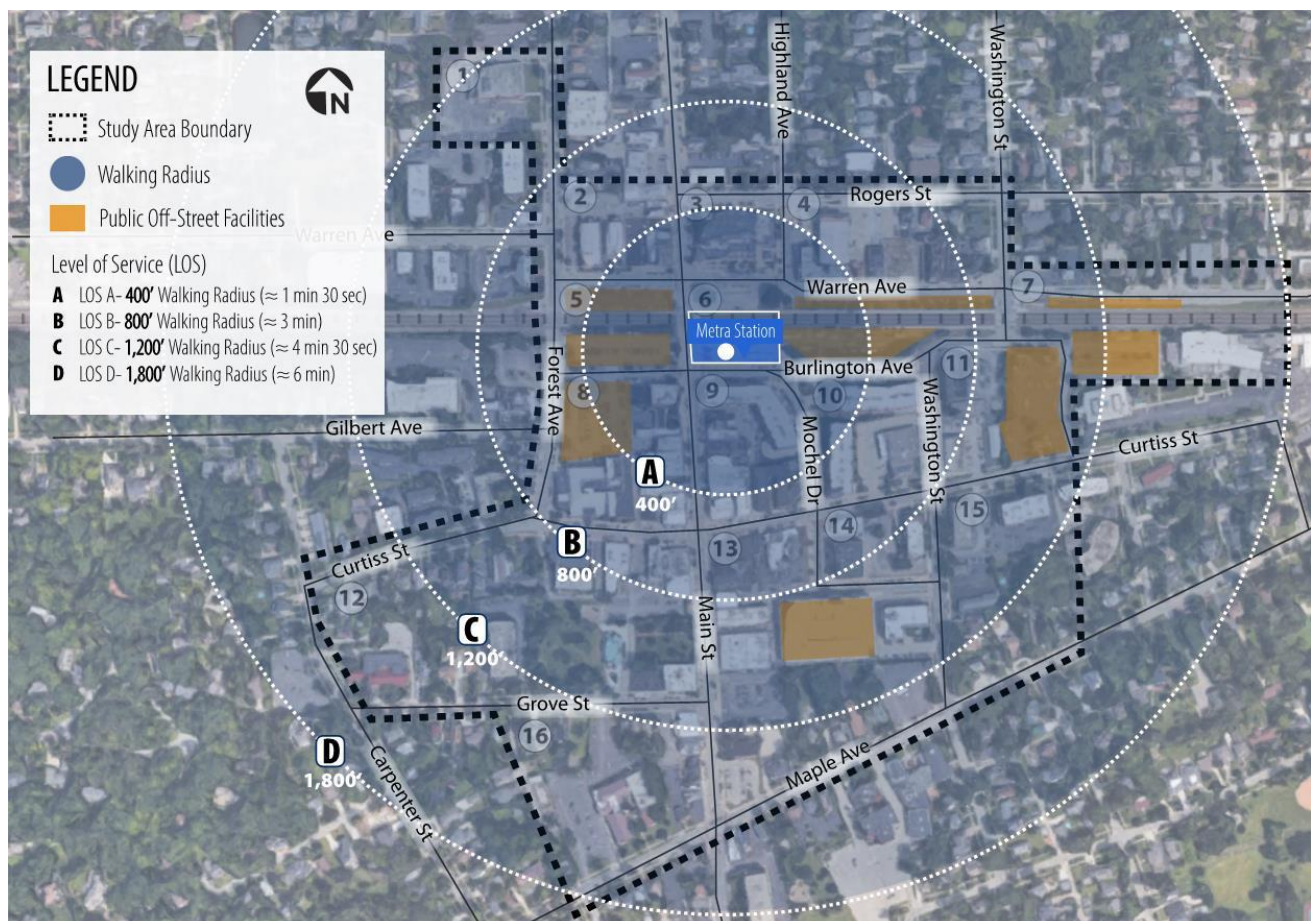 LEGEND
N
Study Area Boundary
Walking Radius
Public Off-Street Facilities
Level of Service (LOS)
A LOS A- 400’ Walking Radius (≈ 1 min 30 sec)
B LOS B- 800’ Walking Radius (≈ 3 min)
C LOS C- 1,200’ Walking Radius (≈ 4 min 30 sec)
D LOS D- 1,800’ Walking Radius (≈ 6 min)
Highland Ave
Washington St
1
2
3
4
Rogers St
Warren Ave
Warren Ave
5
6
7
Metra Station
Forest Ave
Burlington Ave
8
9
10
11
Washington St
Mochel Dr
Gilbert Ave
Curtiss St
A
400’
B
800’
13
14
15
Curtiss St
12
C
1,200’
Main St
Grove St
16
D
1,800’
Carpenter St
Maple Ave